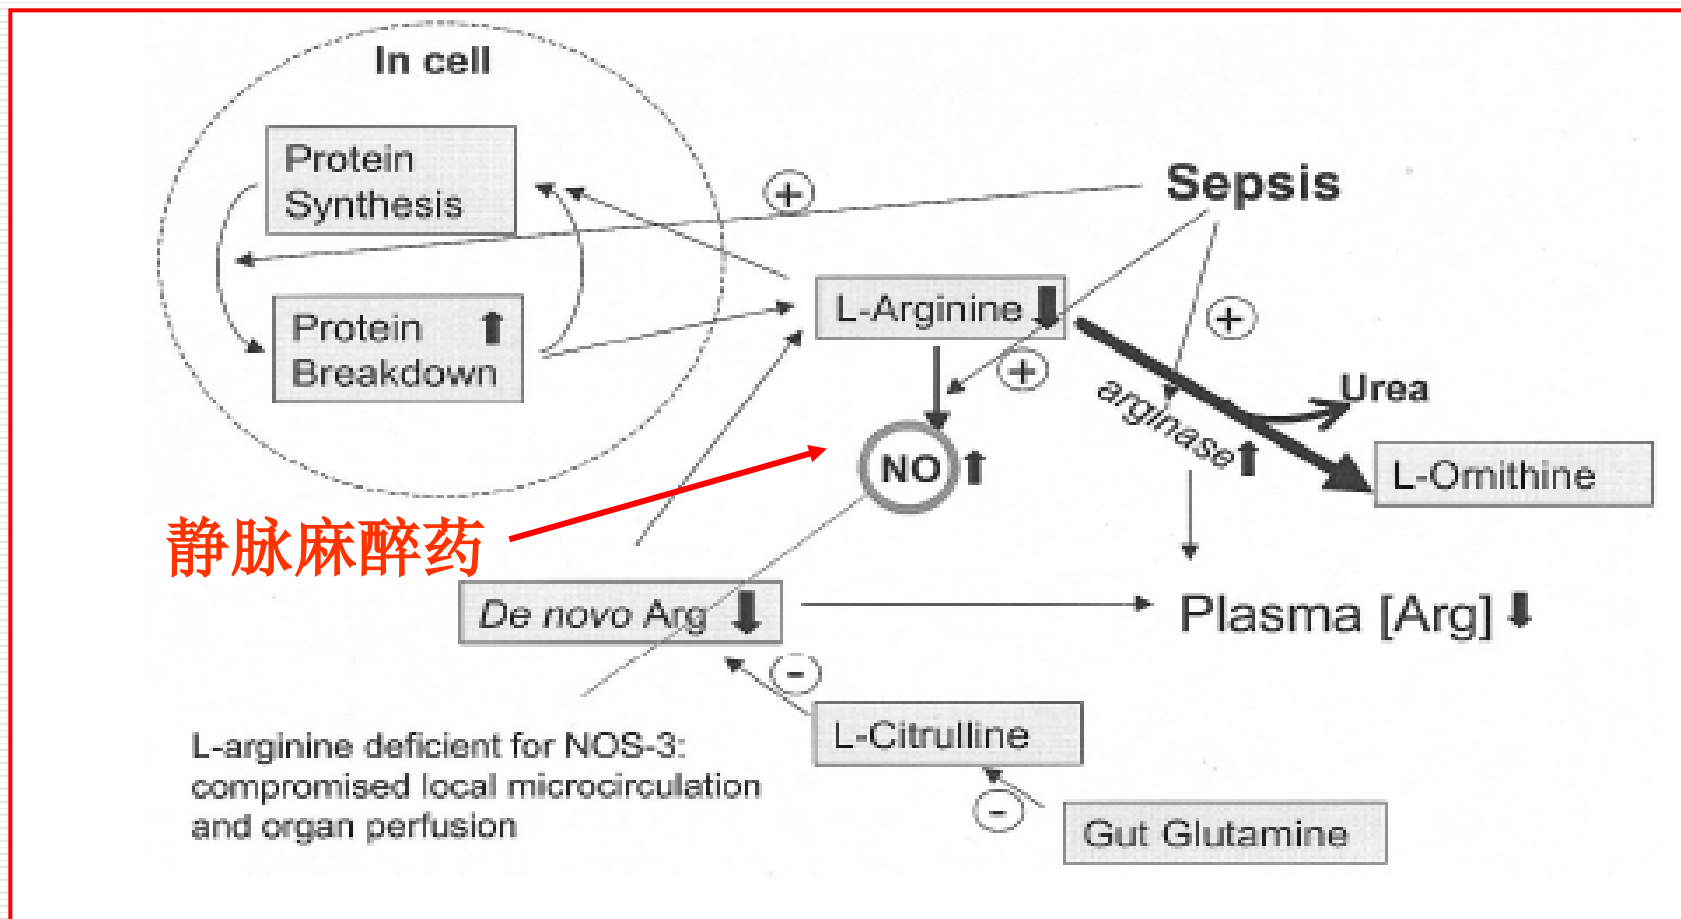 In cell
Protein
Synthesis
+
Sepsis
L-Arginine
Protein
Breakdown
+
+
Urea
arginase
NO
L-Ornithine
静脉麻醉药
De novo Arg
Plasma [Arg]
-
L-Citrulline
L-arginine deficient for NOS-3:
compromised local microcirculation
and organ perfusion
-
Gut Glutamine